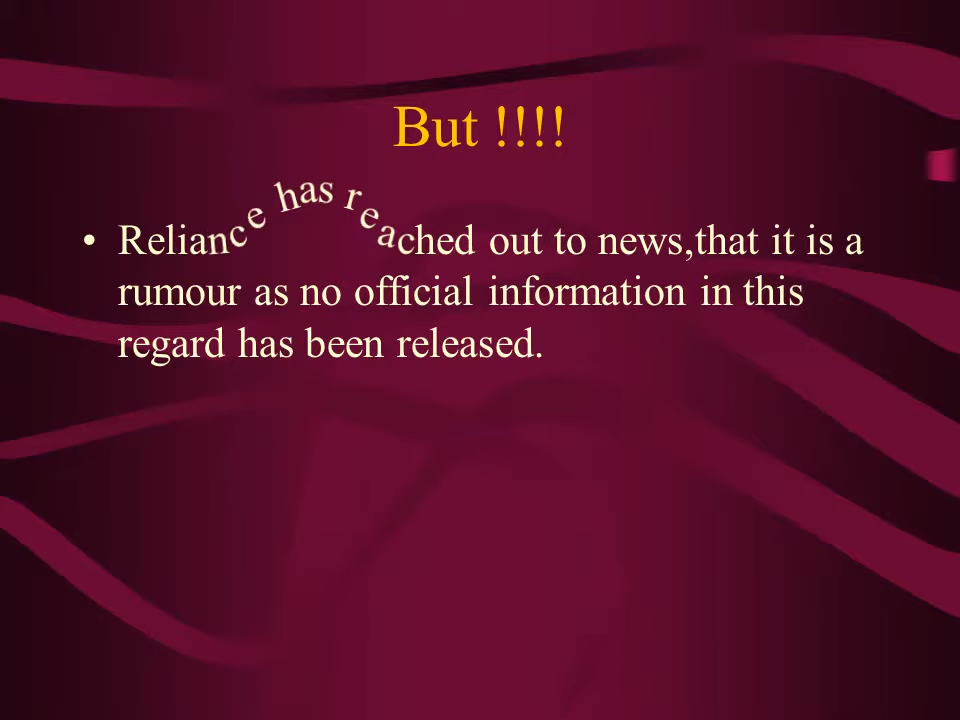 But !!!!
• Reliance has reached out to news,that it is a
rumour as no official information in this
regard has been released.